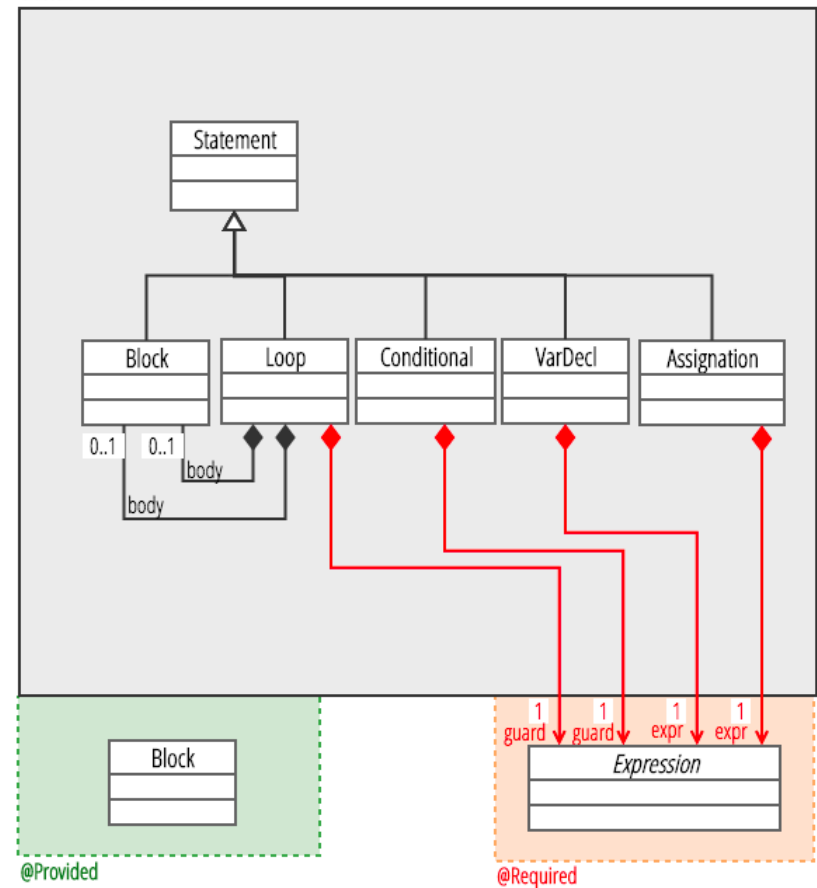 Statement
Block
Loop
Conditional
VarDecl
Assignation
0..1
0..1
body
body
1
1
1
1
guard
guard
expr
expr
Block
Expression
@Provided
@Required